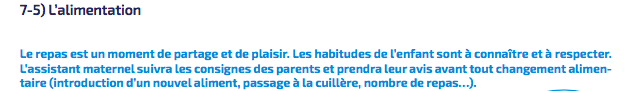 7-5) L'alimentation
Le repas est un moment de partage et de plaisir. Les habitudes de l'enfant sont à connaître et à respecter.
L'assistant maternel suivra les consignes des parents et prendra leur avis avant tout changement alimen-
taire (introduction d'un nouvel aliment, passage à la cuillère, nombre de repas...).